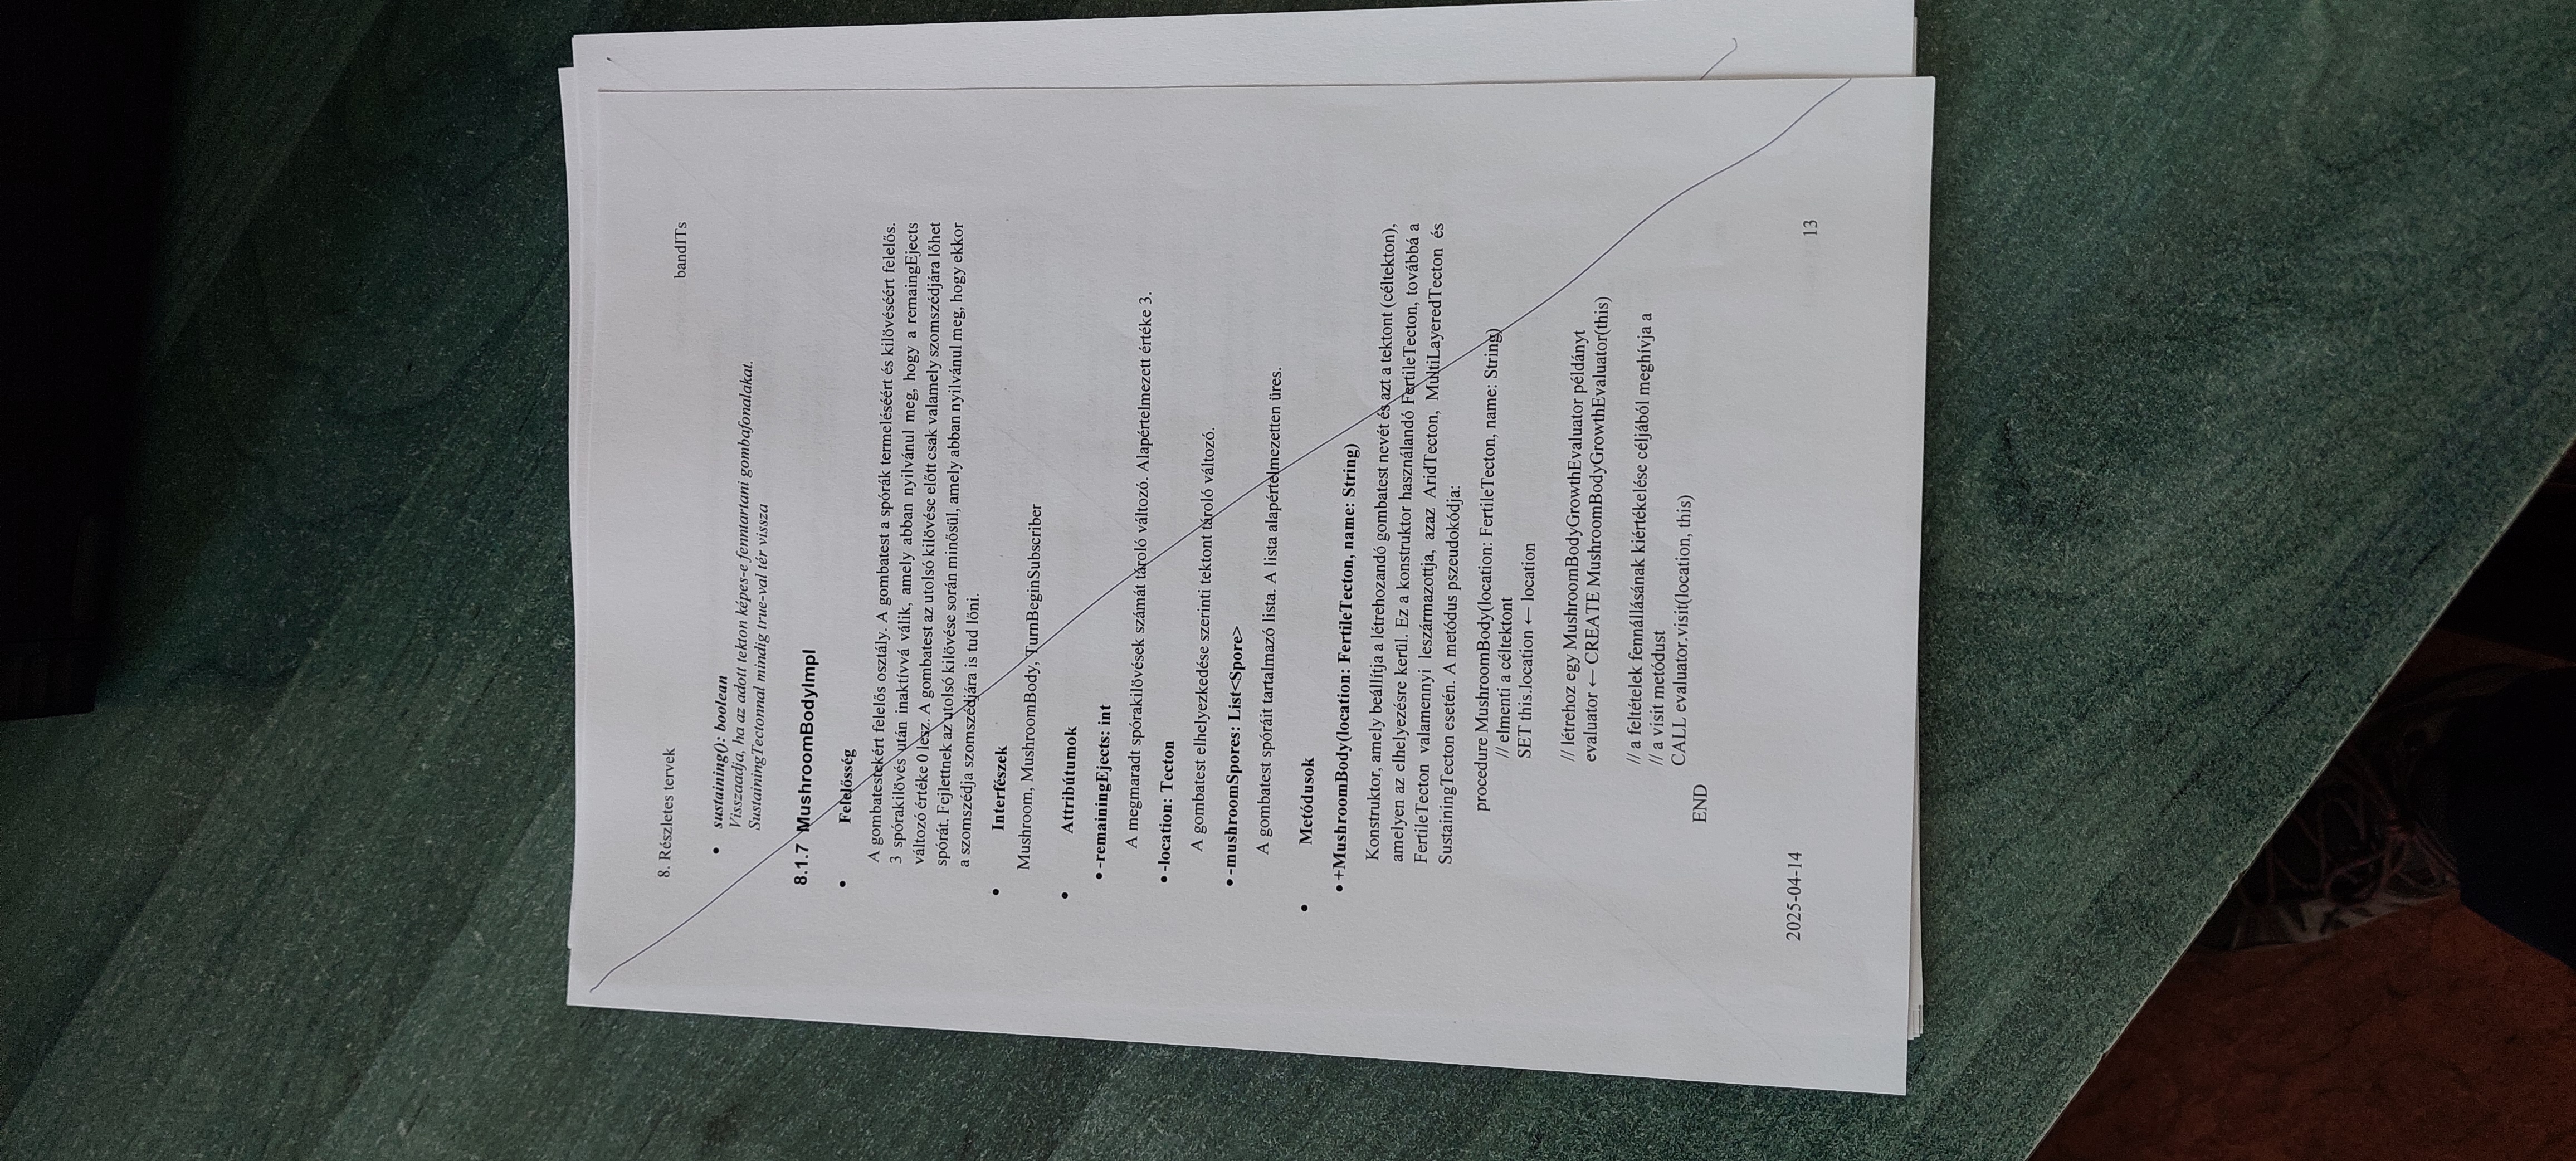 8. Részletes tervek bandITs
• sustaining(): boolean
Visszaadja, ha az adott tekton képes-e fenntartani gombafonalakat.
SustainingTectonnal mindig true-val tér vissza
8.1.7 MushroomBodyImpl
• Felelősség
A gombatestekért felelős osztály. A gombatest a spórák termeléséért és kilövéséért felelős.
3 spórakilövés után inaktívvá válik, amely abban nyilvánul meg, hogy a remaingEjects
változó értéke 0 lesz. A gombatest az utolsó kilövése előtt csak valamely szomszédjára lőhet
spórát. Fejlettnek az utolsó kilövése során minősül, amely abban nyilvánul meg, hogy ekkor
a szomszédja szomszédjára is tud lőni.
• Interfészek
Mushroom, MushroomBody, TurnBeginSubscriber
• Attribútumok
• -remainingEjects: int
A megmaradt spórakilövések számát tároló változó. Alapértelmezett értéke 3.
• -location: Tecton
A gombatest elhelyezkedése szerinti tektont tároló változó.
• -mushroomSpores: List<Spore>
A gombatest spóráit tartalmazó lista. A lista alapértelmezetten üres.
• Metódusok
• +MushroomBody(location: FertileTecton, name: String)
Konstruktor, amely beállítja a létrehozandó gombatest nevét és azt a tektont (céltekton),
amelyen az elhelyezésre kerül. Ez a konstruktor használandó FertileTecton, továbbá a
FertileTecton valamennyi leszármazottja, azaz AridTecton, MultiLayeredTecton és
SustainingTecton esetén. A metódus pszeudokódja:
procedure MushroomBody(location: FertileTecton, name: String)
// elmenti a céltektont
SET this.location ← location
// létrehoz egy MushroomBodyGrowthEvaluator példányt
evaluator ← CREATE MushroomBodyGrowthEvaluator(this)
// a feltételek fennállásának kiértékelése céljából meghívja a
// a visit metódust
CALL evaluator.visit(location, this)
END
2025-04-14 13